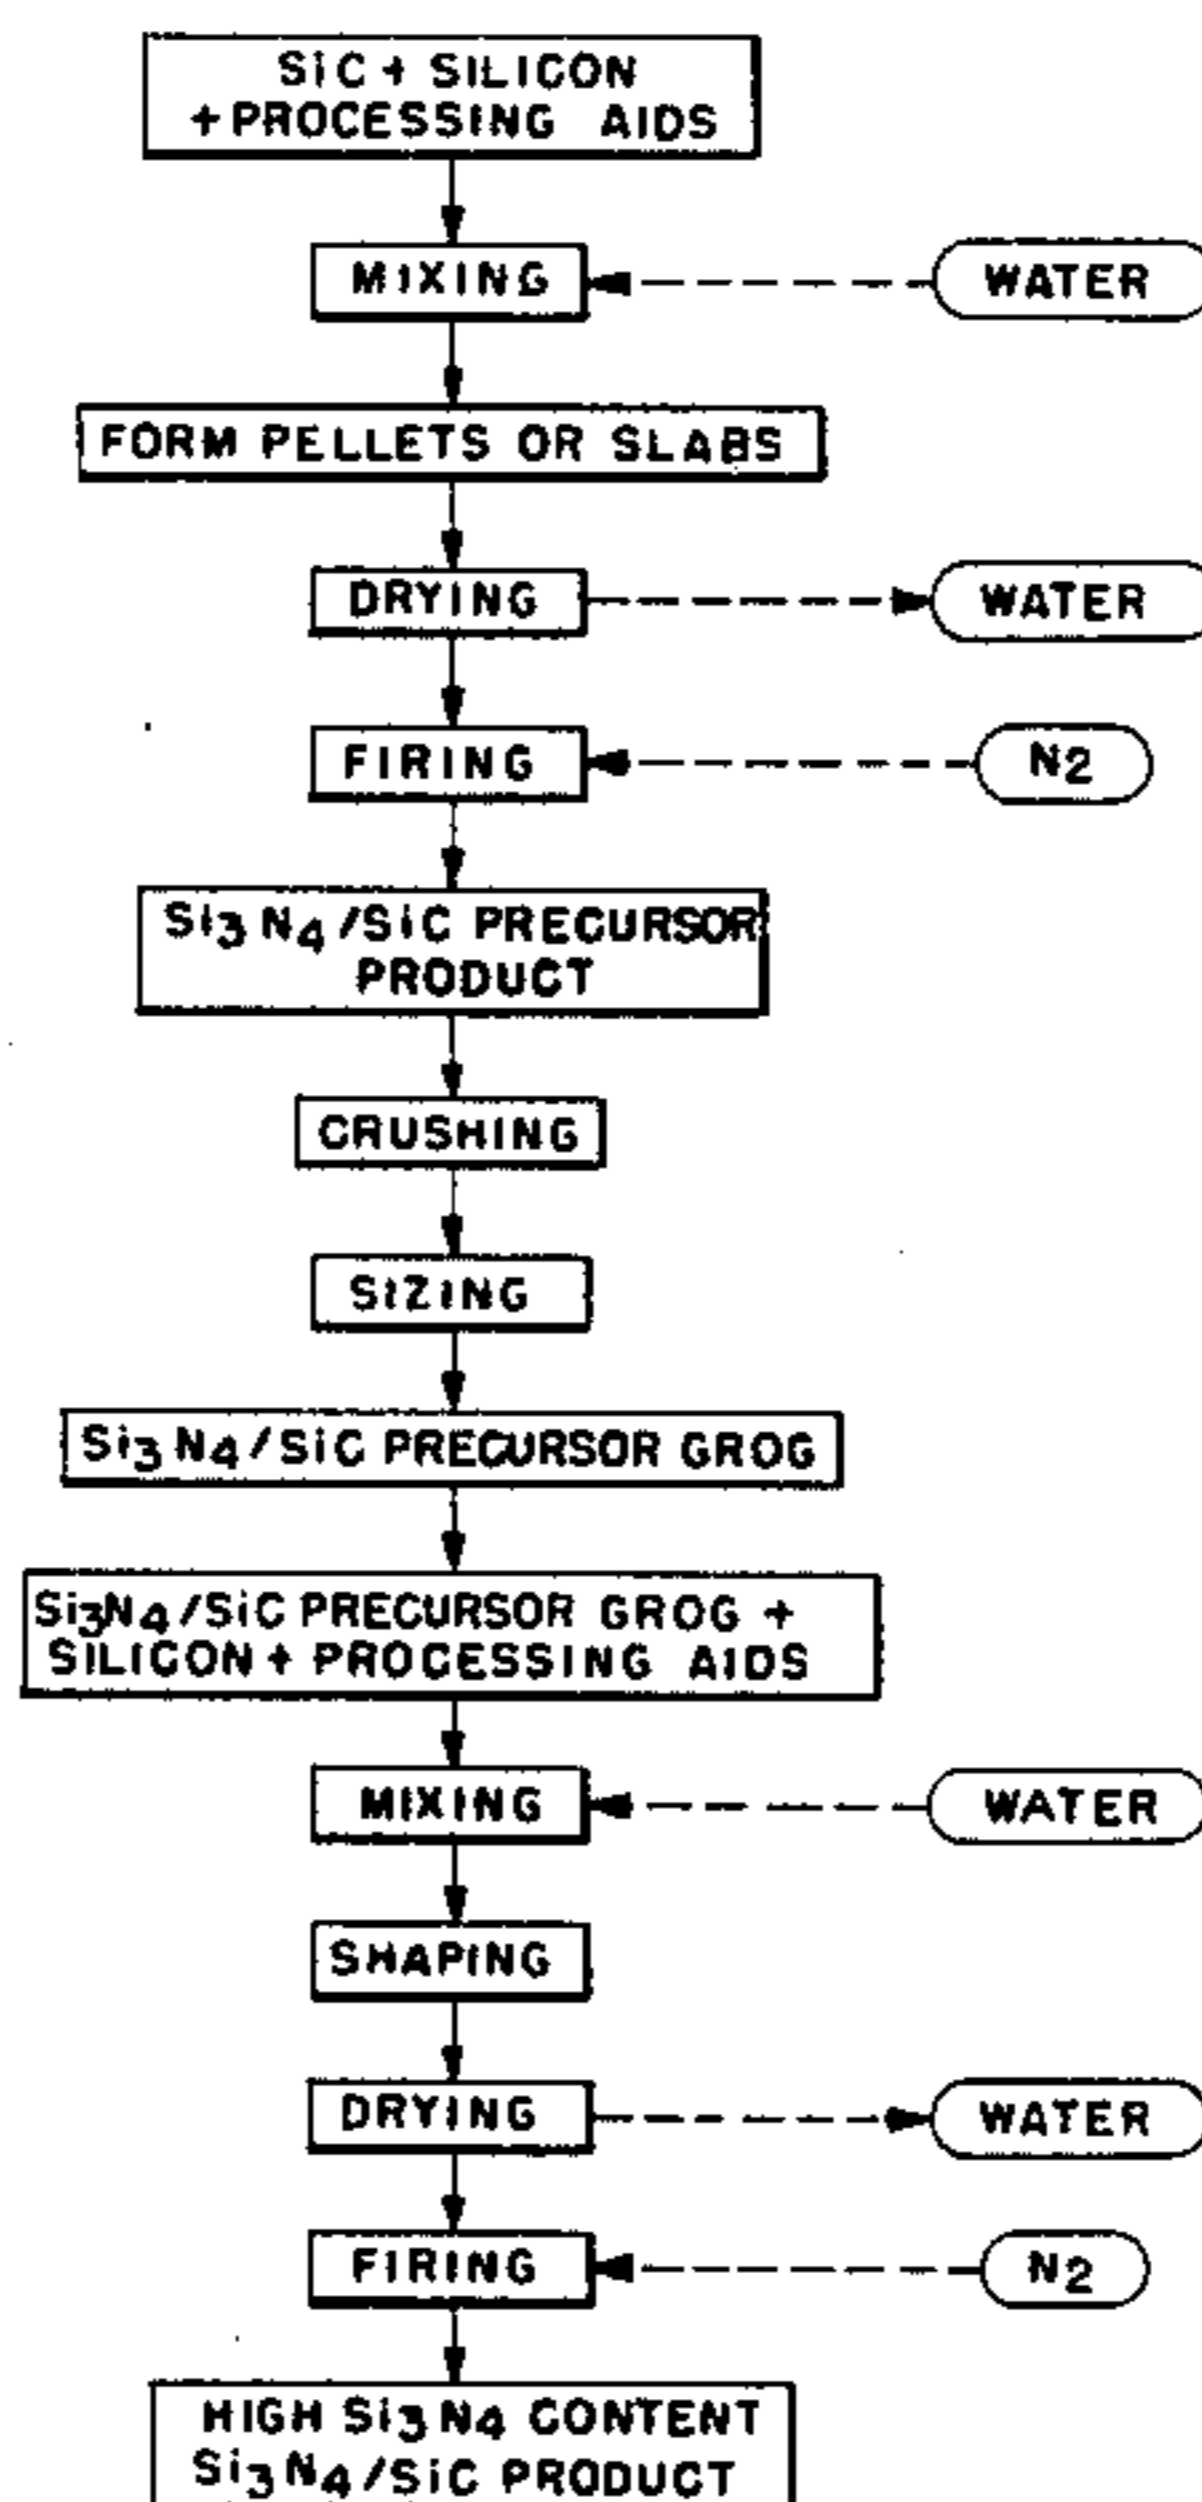 SiC + SILICON
+ PROCESSING AIDS
MIXING
WATER
FORM PELLETS OR SLABS
DRYING
WATER
FIRING
N2
Si3N4/SiC PRECURSOR
PRODUCT
CRUSHING
SIZING
Si3N4/SiC PRECURSOR GROG
Si3N4/SiC PRECURSOR GROG +
SILICON + PROCESSING AIDS
MIXING
WATER
SHAPING
DRYING
WATER
FIRING
N2
HIGH Si3N4 CONTENT
Si3N4/SiC PRODUCT